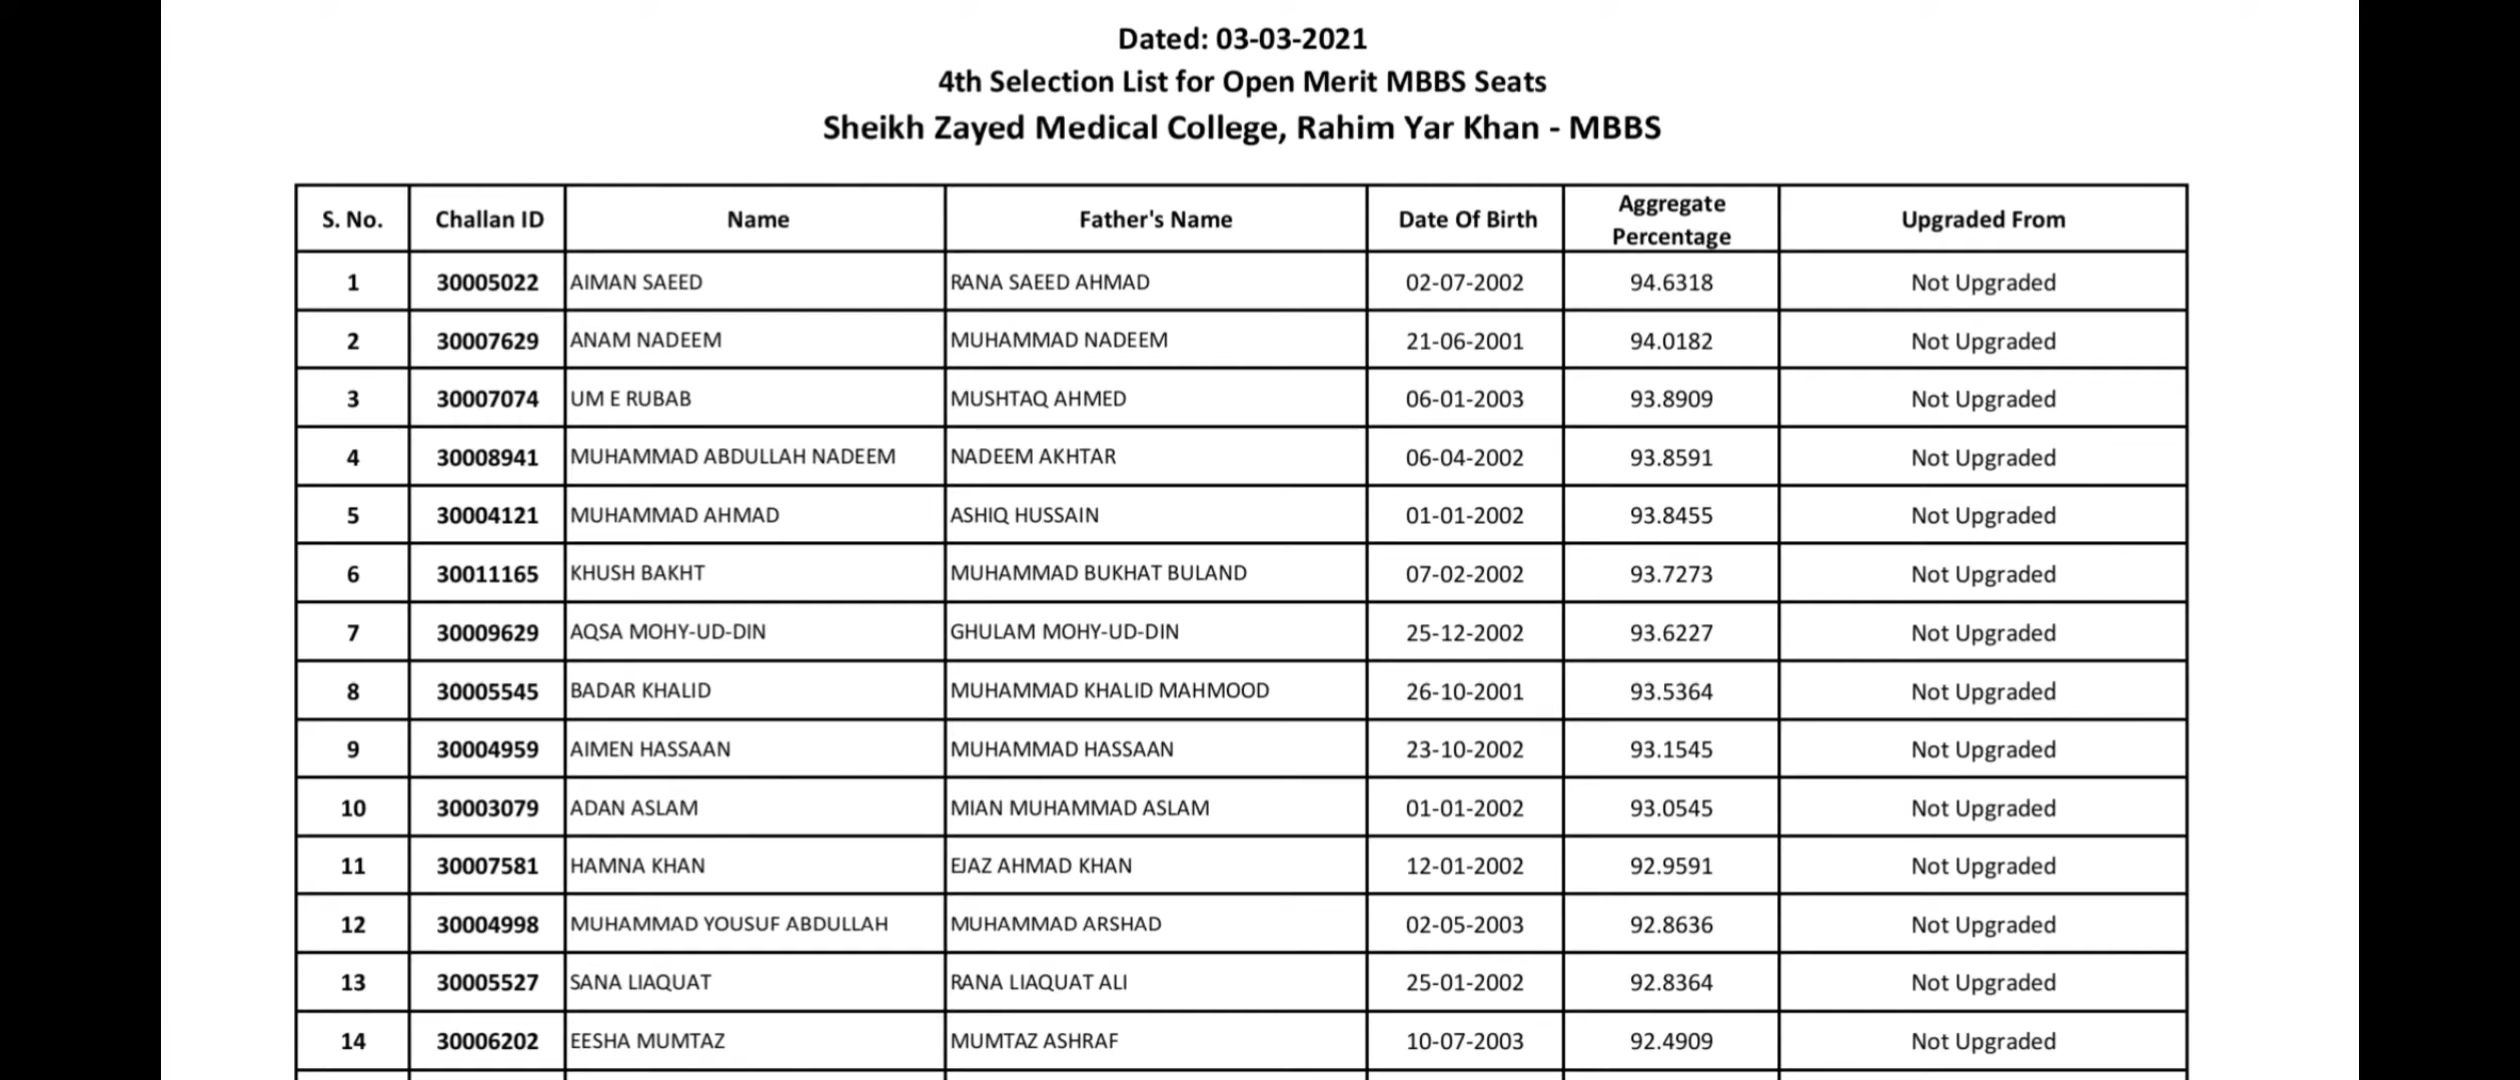 Dated: 03-03-2021
4th Selection List for Open Merit MBBS Seats
Sheikh Zayed Medical College, Rahim Yar Khan - MBBS
S. No. Challan ID Name Father's Name Date Of Birth Aggregate Percentage Upgraded From
1 30005022 AIMAN SAEED RANA SAEED AHMAD 02-07-2002 94.6318 Not Upgraded
2 30007629 ANAM NADEEM MUHAMMAD NADEEM 21-06-2001 94.0182 Not Upgraded
3 30007074 UM E RUBAB MUSHTAQ AHMED 06-01-2003 93.8909 Not Upgraded
4 30008941 MUHAMMAD ABDULLAH NADEEM NADEEM AKHTAR 06-04-2002 93.8591 Not Upgraded
5 30004121 MUHAMMAD AHMAD ASHIQ HUSSAIN 01-01-2002 93.8455 Not Upgraded
6 30011165 KHUSH BAKHT MUHAMMAD BUKHAT BULAND 07-02-2002 93.7273 Not Upgraded
7 30009629 AQSA MOHY-UD-DIN GHULAM MOHY-UD-DIN 25-12-2002 93.6227 Not Upgraded
8 30005545 BADAR KHALID MUHAMMAD KHALID MAHMOOD 26-10-2001 93.5364 Not Upgraded
9 30004959 AIMEN HASSAAN MUHAMMAD HASSAAN 23-10-2002 93.1545 Not Upgraded
10 30003079 ADAN ASLAM MIAN MUHAMMAD ASLAM 01-01-2002 93.0545 Not Upgraded
11 30007581 HAMNA KHAN EJAZ AHMAD KHAN 12-01-2002 92.9591 Not Upgraded
12 30004998 MUHAMMAD YOUSUF ABDULLAH MUHAMMAD ARSHAD 02-05-2003 92.8636 Not Upgraded
13 30005527 SANA LIAQUAT RANA LIAQUAT ALI 25-01-2002 92.8364 Not Upgraded
14 30006202 EESHA MUMTAZ MUMTAZ ASHRAF 10-07-2003 92.4909 Not Upgraded